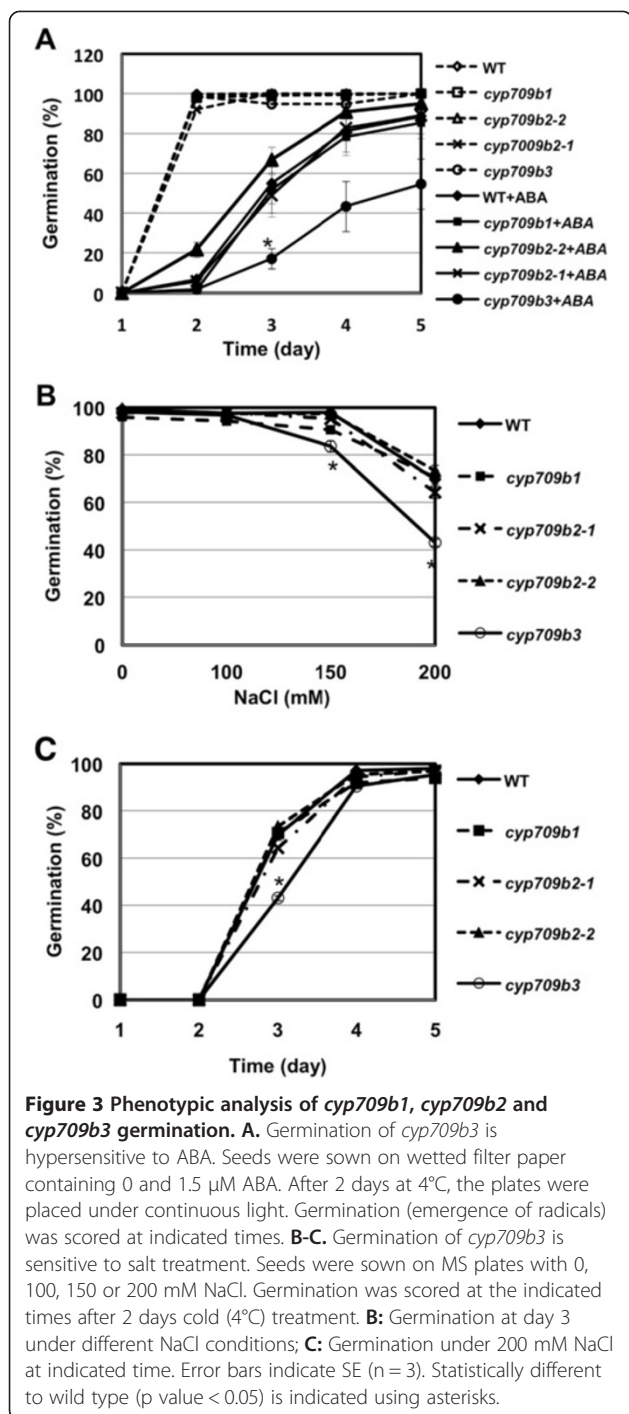 A
120
100
80
60
40
20
0
Germination (%)
1 2 3 4 5
Time (day)
*
WT
cyp709b1
cyp709b2-2
cyp7009b2-1
cyp709b3
WT+ABA
cyp709b1+ABA
cyp709b2-2+ABA
cyp709b2-1+ABA
cyp709b3+ABA
B
100
80
60
40
20
0
Germination (%)
0 100 150 200
NaCl (mM)
*
*
WT
cyp709b1
cyp709b2-1
cyp709b2-2
cyp709b3
C
100
80
60
40
20
0
Germination (%)
1 2 3 4 5
Time (day)
*
WT
cyp709b1
cyp709b2-1
cyp709b2-2
cyp709b3
Figure 3 Phenotypic analysis of cyp709b1, cyp709b2 and
cyp709b3 germination. A. Germination of cyp709b3 is
hypersensitive to ABA. Seeds were sown on wetted filter paper
containing 0 and 1.5 μM ABA. After 2 days at 4°C, the plates were
placed under continuous light. Germination (emergence of radicals)
was scored at indicated times. B-C. Germination of cyp709b3 is
sensitive to salt treatment. Seeds were sown on MS plates with 0,
100, 150 or 200 mM NaCl. Germination was scored at the indicated
times after 2 days cold (4°C) treatment. B: Germination at day 3
under different NaCl conditions; C: Germination under 200 mM NaCl
at indicated time. Error bars indicate SE (n = 3). Statistically different
to wild type (p value < 0.05) is indicated using asterisks.